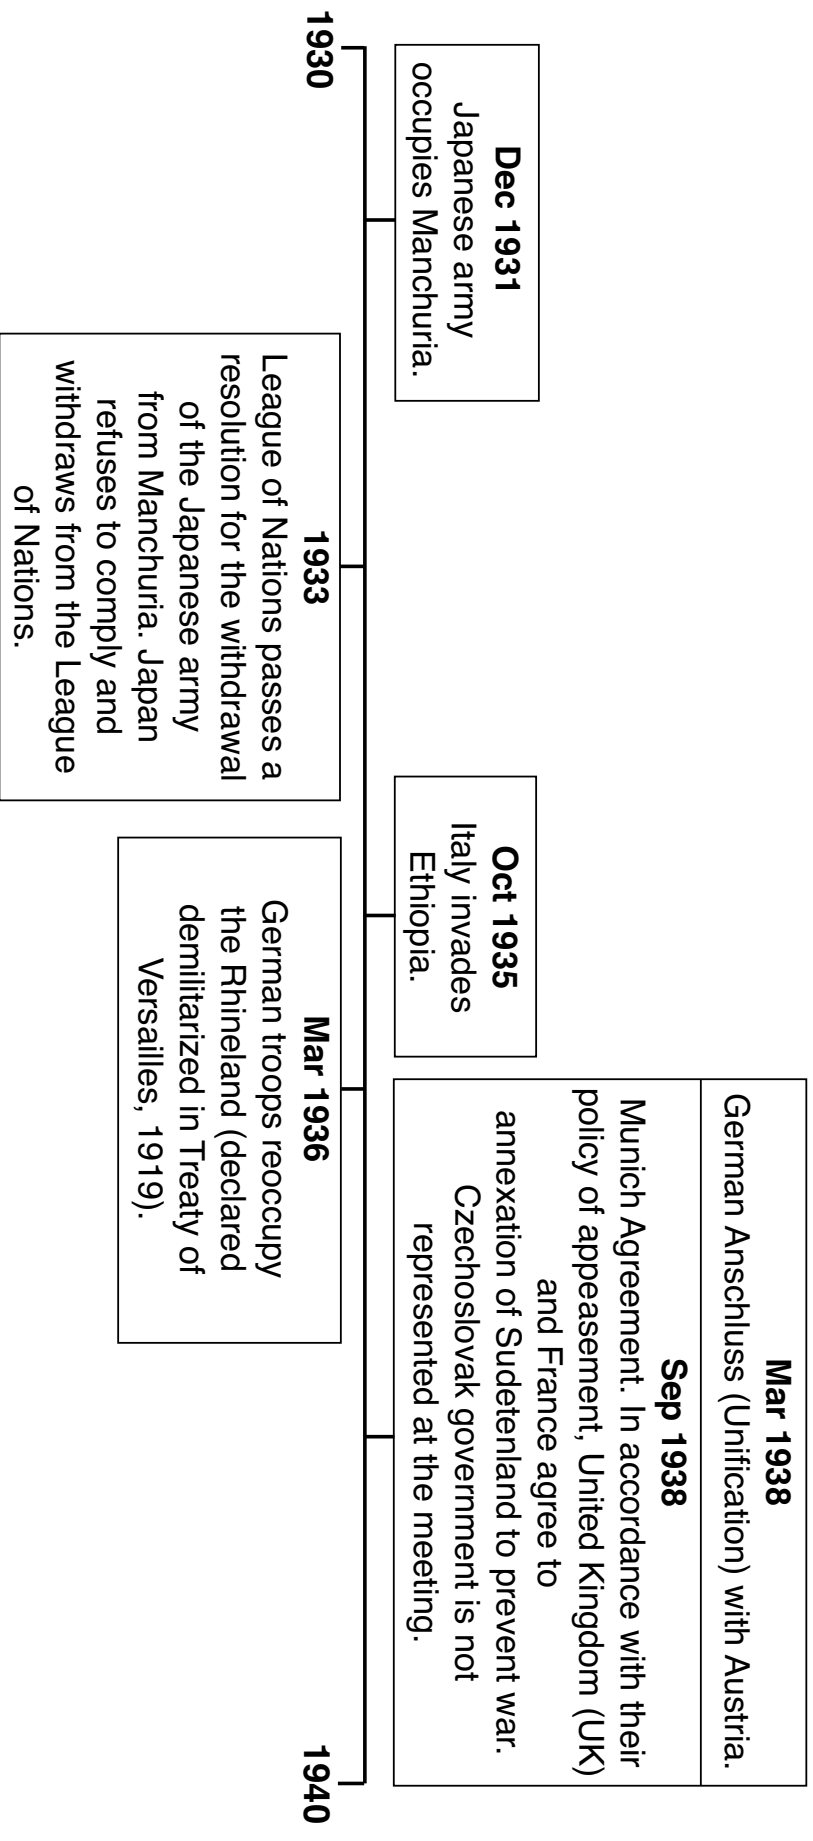 Dec 1931
Japanese army
occupies Manchuria.
Oct 1935
Italy invades
Ethiopia.
Mar 1938
German Anschluss (Unification) with Austria.
Sep 1938
Munich Agreement. In accordance with their
policy of appeasement, United Kingdom (UK)
and France agree to
annexation of Sudetenland to prevent war.
Czechoslovak government is not
represented at the meeting.
1930
1940
1933
League of Nations passes a
resolution for the withdrawal
of the Japanese army
from Manchuria. Japan
refuses to comply and
withdraws from the League
of Nations.
Mar 1936
German troops reoccupy
the Rhineland (declared
demilitarized in Treaty of
Versailles, 1919).